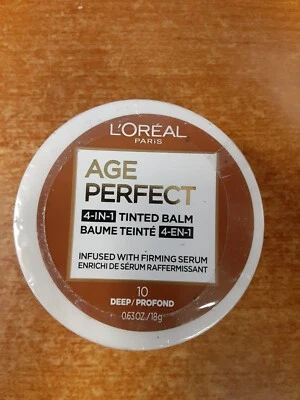 L'ORÉAL
PARIS
AGE
PERFECT
4-IN-1 TINTED BALM
BAUME TEINTÉ 4-EN-1
INFUSED WITH FIRMING SERUM
ENRICHI DE SÉRUM RAFFERMISSANT
10
DEEP/PROFOND
0.63 OZ./18g